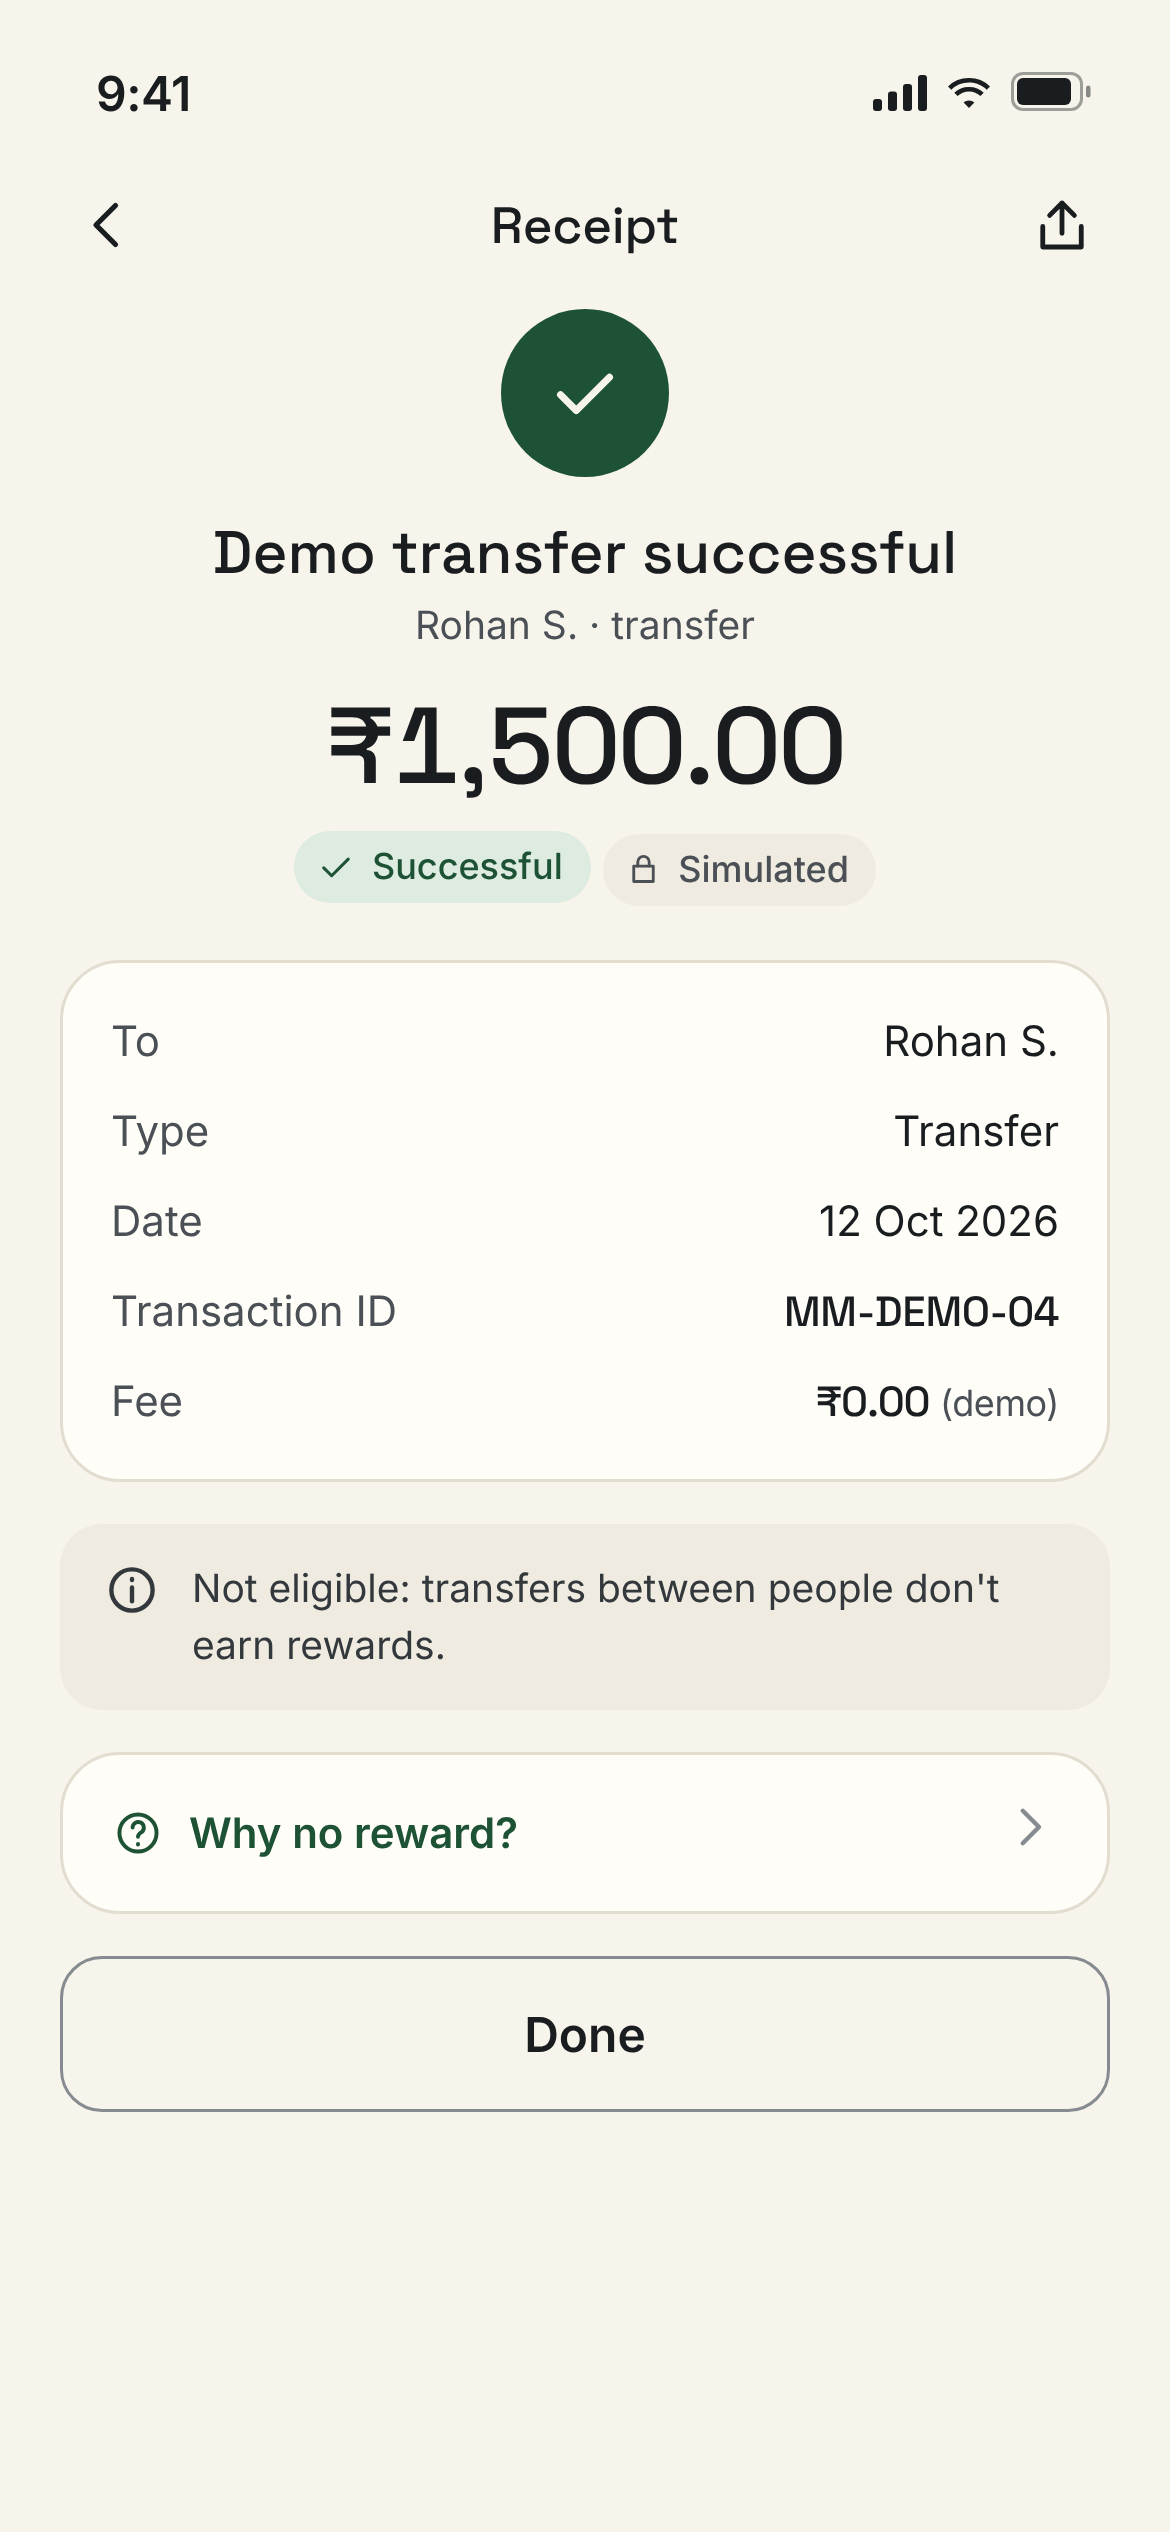 9:41
Receipt
Demo transfer successful
Rohan S. · transfer
₹1,500.00
Successful
Simulated
To Rohan S.
Type Transfer
Date 12 Oct 2026
Transaction ID MM-DEMO-04
Fee ₹0.00 (demo)
Not eligible: transfers between people don't
earn rewards.
Why no reward?
Done